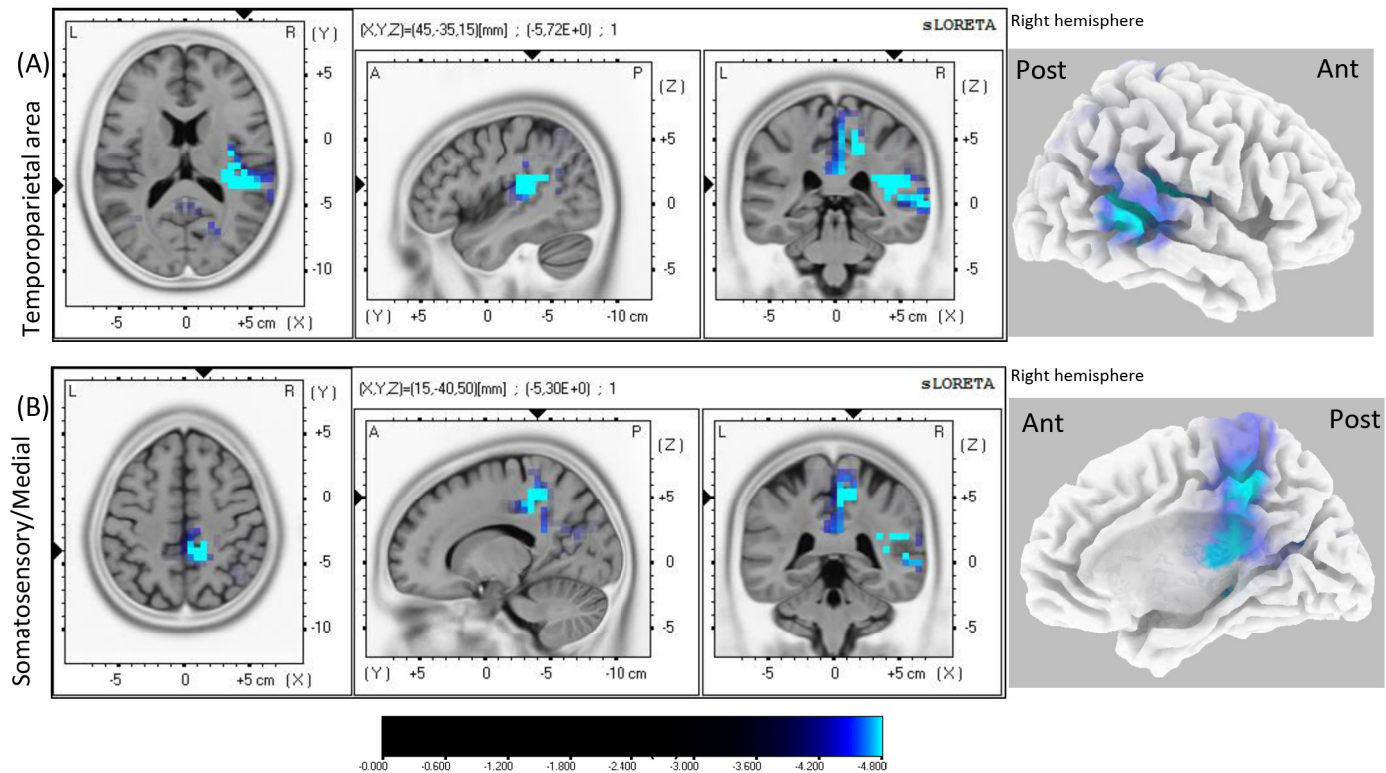 Right hemisphere
(A)
Temporoparietal area
L R (Y)
+5
0
-5
-10
-5 0 +5 cm (X)
(X,Y,Z)=(45,-35,15)[mm] ; (-5,72E+0) ; 1
sLORETA
A P (Z)
+5
0
-5
(Y) +5 0 -5 -10 cm
L R (Z)
+5
0
-5
-5 0 +5 cm (X)
Post Ant
Right hemisphere
(B)
Somatosensory/Medial
L R (Y)
+5
0
-5
-10
-5 0 +5 cm (X)
(X,Y,Z)=(15,-40,50)[mm] ; (-5,30E+0) ; 1
sLORETA
A P (Z)
+5
0
-5
(Y) +5 0 -5 -10 cm
L R (Z)
+5
0
-5
-5 0 +5 cm (X)
Ant Post
-0.000 -0.600 -1.200 -1.800 -2.400 -3.000 -3.600 -4.200 -4.800